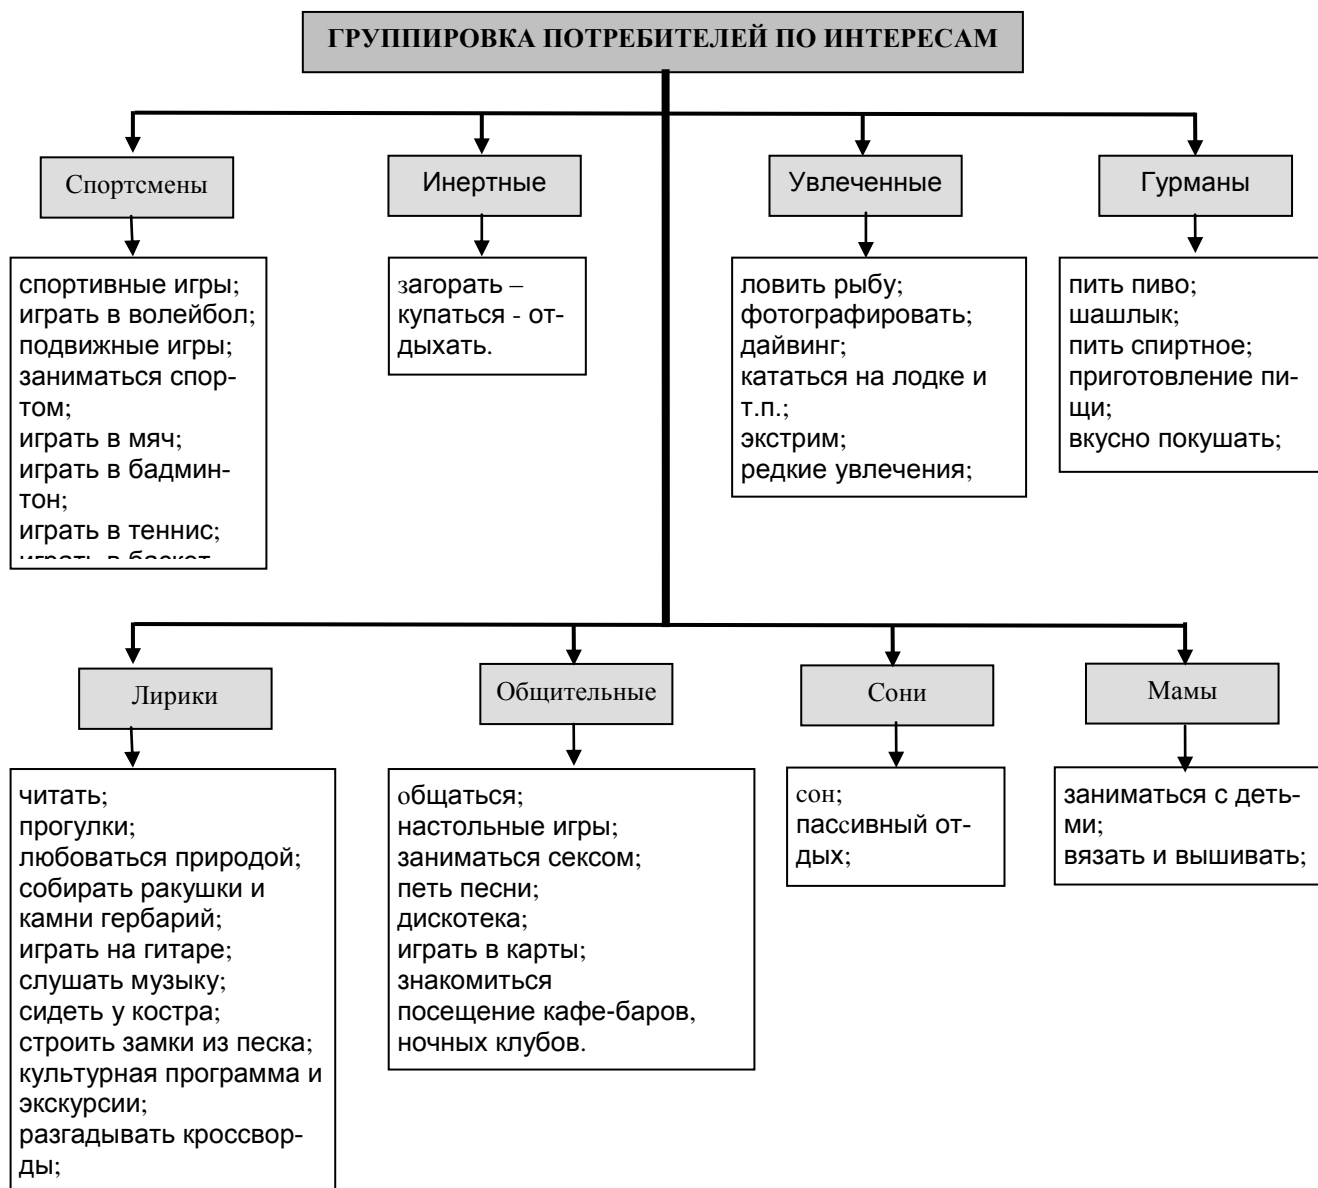 ГРУППИРОВКА ПОТРЕБИТЕЛЕЙ ПО ИНТЕРЕСАМ
Спортсмены
Инертные
Увлеченные
Гурманы
спортивные игры;
играть в волейбол;
подвижные игры;
заниматься спор-
том;
играть в мяч;
играть в бадмин-
тон;
играть в теннис;
играть в баскет
загорать –
купаться - от-
дыхать.
ловить рыбу;
фотографировать;
дайвинг;
кататься на лодке и
т.п.;
экстрим;
редкие увлечения;
пить пиво;
шашлык;
пить спиртное;
приготовление пи-
щи;
вкусно покушать;
Лирики
Общительные
Сони
Мамы
читать;
прогулки;
любоваться природой;
собирать ракушки и
камни гербарий;
играть на гитаре;
слушать музыку;
сидеть у костра;
строить замки из песка;
культурная программа и
экскурсии;
разгадывать кроссвор-
ды;
общаться;
настольные игры;
заниматься сексом;
петь песни;
дискотека;
играть в карты;
знакомиться
посещение кафе-баров,
ночных клубов.
сон;
пассивный от-
дых;
заниматься с деть-
ми;
вязать и вышивать;